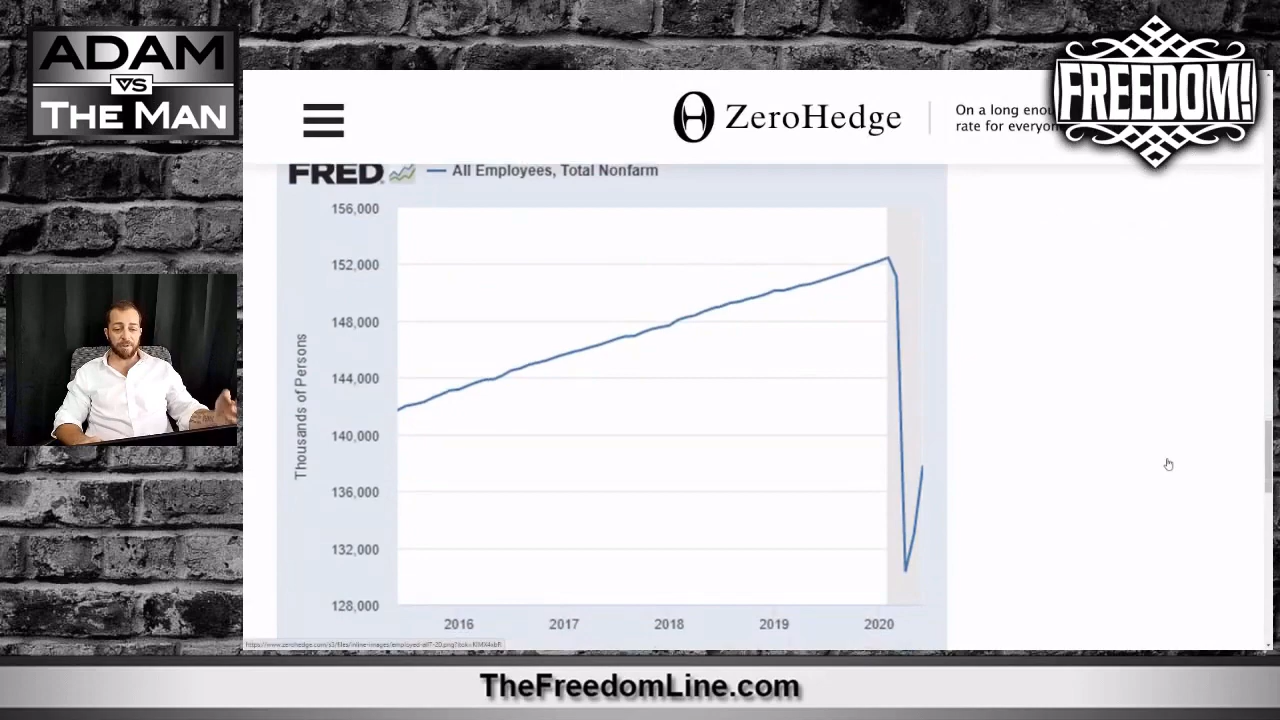 ADAM
VS
THE MAN
ZeroHedge
On a long enou
rate for everyon
FREEDOM!
FRED
All Employees, Total Nonfarm
156,000
152,000
148,000
144,000
140,000
136,000
132,000
128,000
Thousands of Persons
2016
2017
2018
2019
2020
TheFreedomLine.com